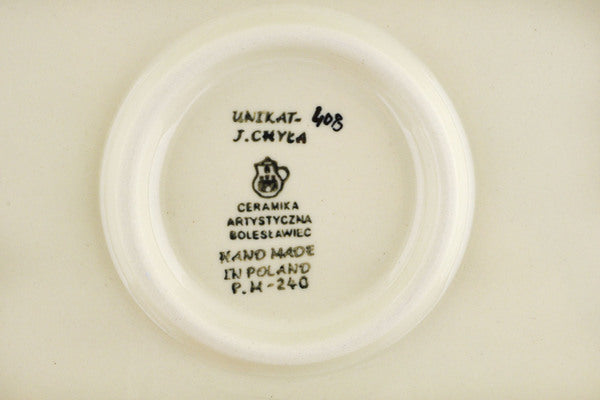 UNIKAT- 408
J. CHYŁA
CERAMIKA
ARTYSTYCZNA
BOLESŁAWIEC
HAND MADE
IN POLAND
P.H-240